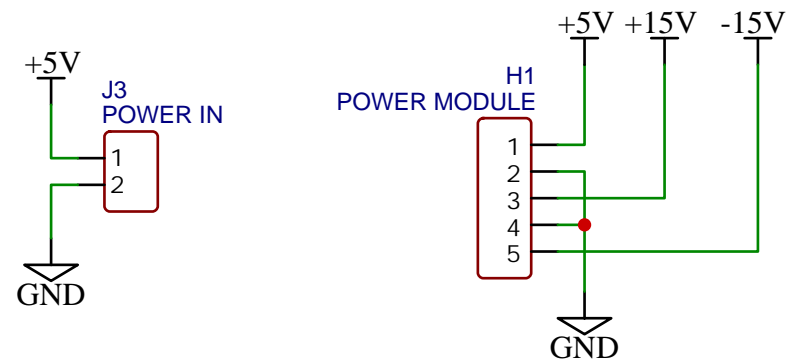 +5V
J3
POWER IN
1
2
GND
+5V +15V -15V
H1
POWER MODULE
1
2
3
4
5
GND